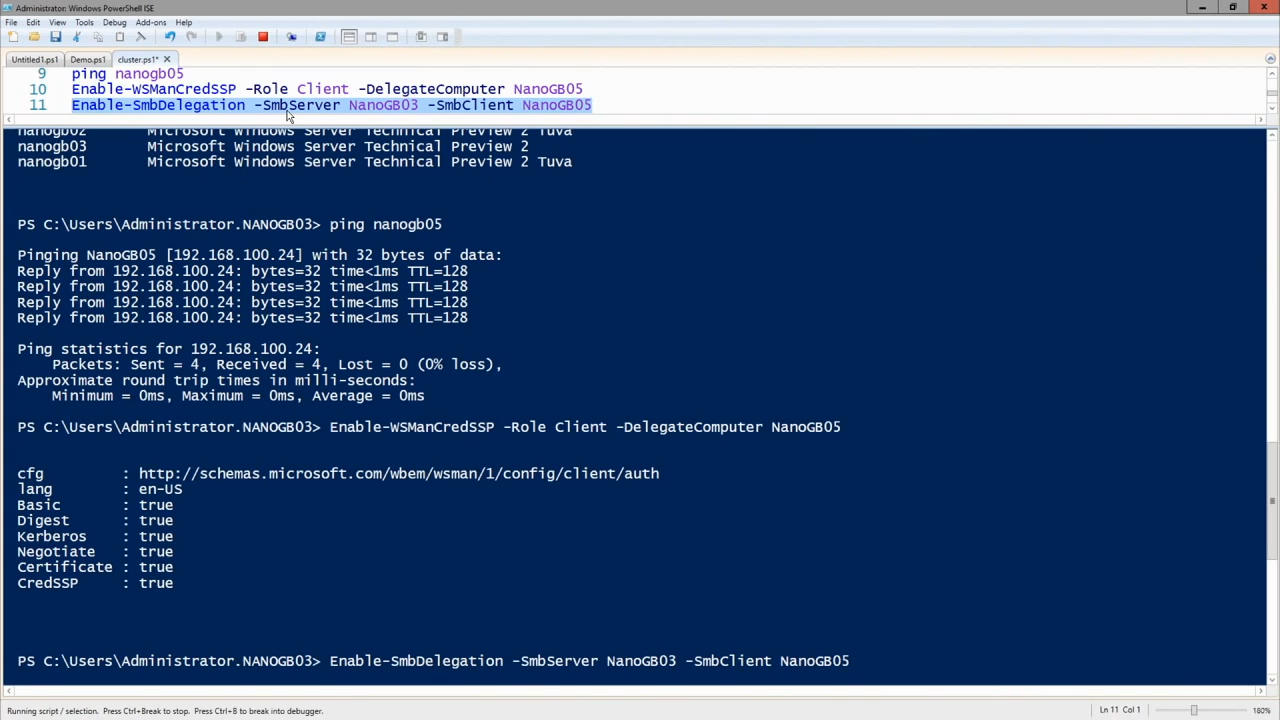 Administrator: Windows PowerShell ISE
File Edit View Tools Debug Add-ons Help
Untitled1.ps1 Demo.ps1 cluster.ps1*
9 ping nanogb05
10 Enable-WSManCredSSP -Role Client -DelegateComputer NanoGB05
11 Enable-SmbDelegation -SmbServer NanoGB03 -SmbClient NanoGB05
nanogb02 Microsoft Windows Server Technical Preview 2 Tuva
nanogb03 Microsoft Windows Server Technical Preview 2
nanogb01 Microsoft Windows Server Technical Preview 2 Tuva
PS C:\Users\Administrator.NANOGB03> ping nanogb05
Pinging NanoGB05 [192.168.100.24] with 32 bytes of data:
Reply from 192.168.100.24: bytes=32 time<1ms TTL=128
Reply from 192.168.100.24: bytes=32 time<1ms TTL=128
Reply from 192.168.100.24: bytes=32 time<1ms TTL=128
Reply from 192.168.100.24: bytes=32 time<1ms TTL=128
Ping statistics for 192.168.100.24:
Packets: Sent = 4, Received = 4, Lost = 0 (0% loss),
Approximate round trip times in milli-seconds:
Minimum = 0ms, Maximum = 0ms, Average = 0ms
PS C:\Users\Administrator.NANOGB03> Enable-WSManCredSSP -Role Client -DelegateComputer NanoGB05
cfg : http://schemas.microsoft.com/wbem/wsman/1/config/client/auth
lang : en-US
Basic : true
Digest : true
Kerberos : true
Negotiate : true
Certificate : true
CredSSP : true
PS C:\Users\Administrator.NANOGB03> Enable-SmbDelegation -SmbServer NanoGB03 -SmbClient NanoGB05
Running script / selection. Press Ctrl+Break to stop. Press Ctrl+B to break into debugger. Ln 11 Col 1 180%